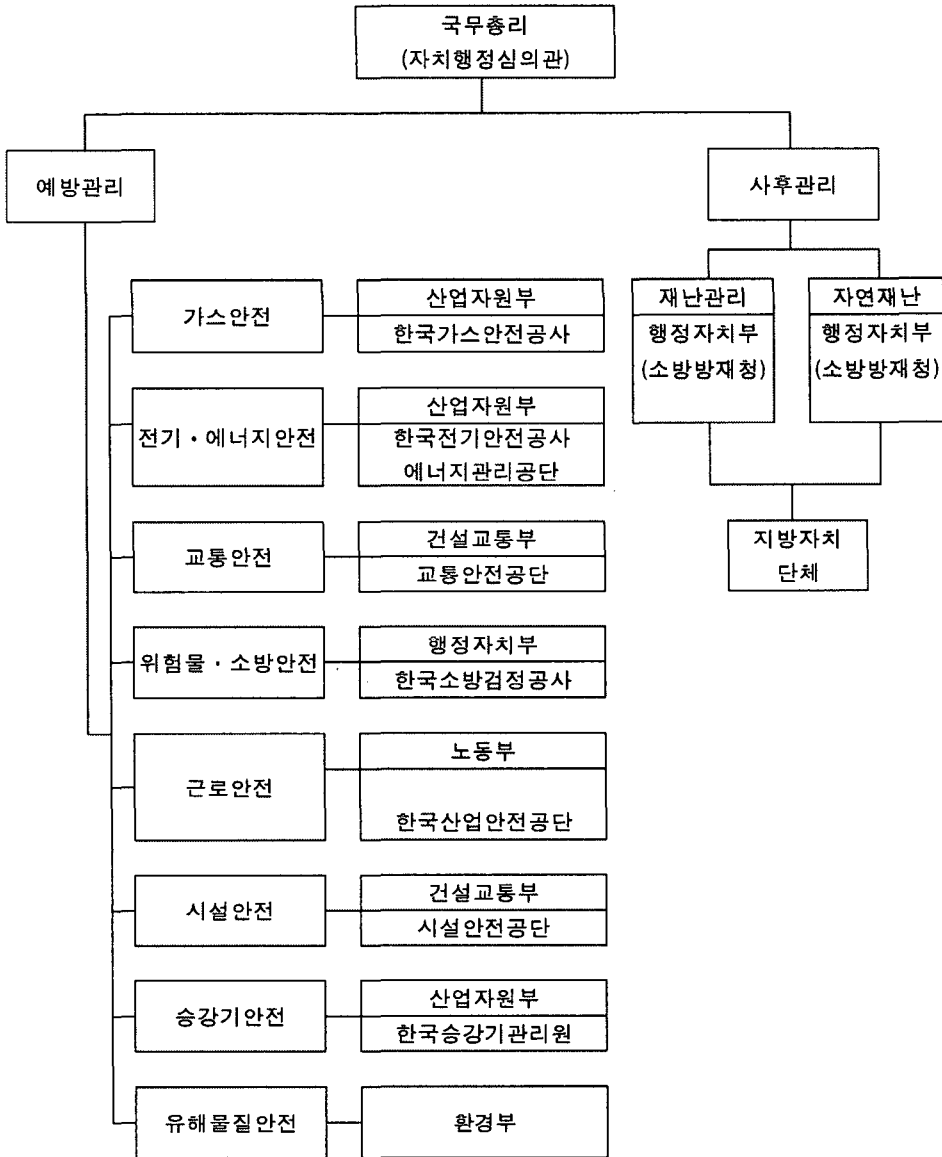 국무총리
(자치행정심의관)
예방관리
사후관리
재난관리
행정자치부
(소방방재청)
자연재난
행정자치부
(소방방재청)
지방자치
단체
가스안전
산업자원부
한국가스안전공사
전기·에너지안전
산업자원부
한국전기안전공사
에너지관리공단
교통안전
건설교통부
교통안전공단
위험물·소방안전
행정자치부
한국소방검정공사
근로안전
노동부
한국산업안전공단
시설안전
건설교통부
시설안전공단
승강기안전
산업자원부
한국승강기관리원
유해물질안전
환경부